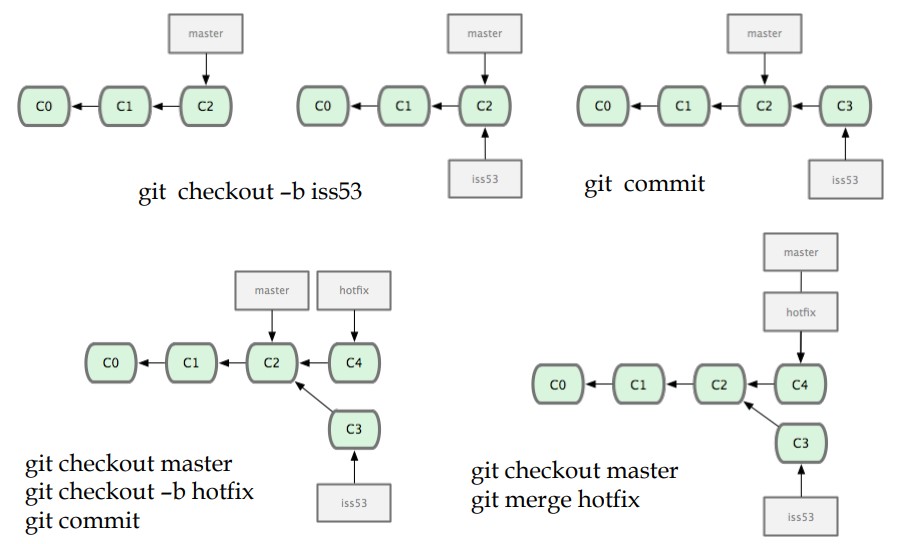 master
C0
C1
C2
master
C0
C1
C2
iss53
git checkout –b iss53
master
C0
C1
C2
C3
iss53
git commit
master
hotfix
C0
C1
C2
C4
C3
iss53
git checkout master
git checkout –b hotfix
git commit
master
hotfix
C0
C1
C2
C4
C3
iss53
git checkout master
git merge hotfix